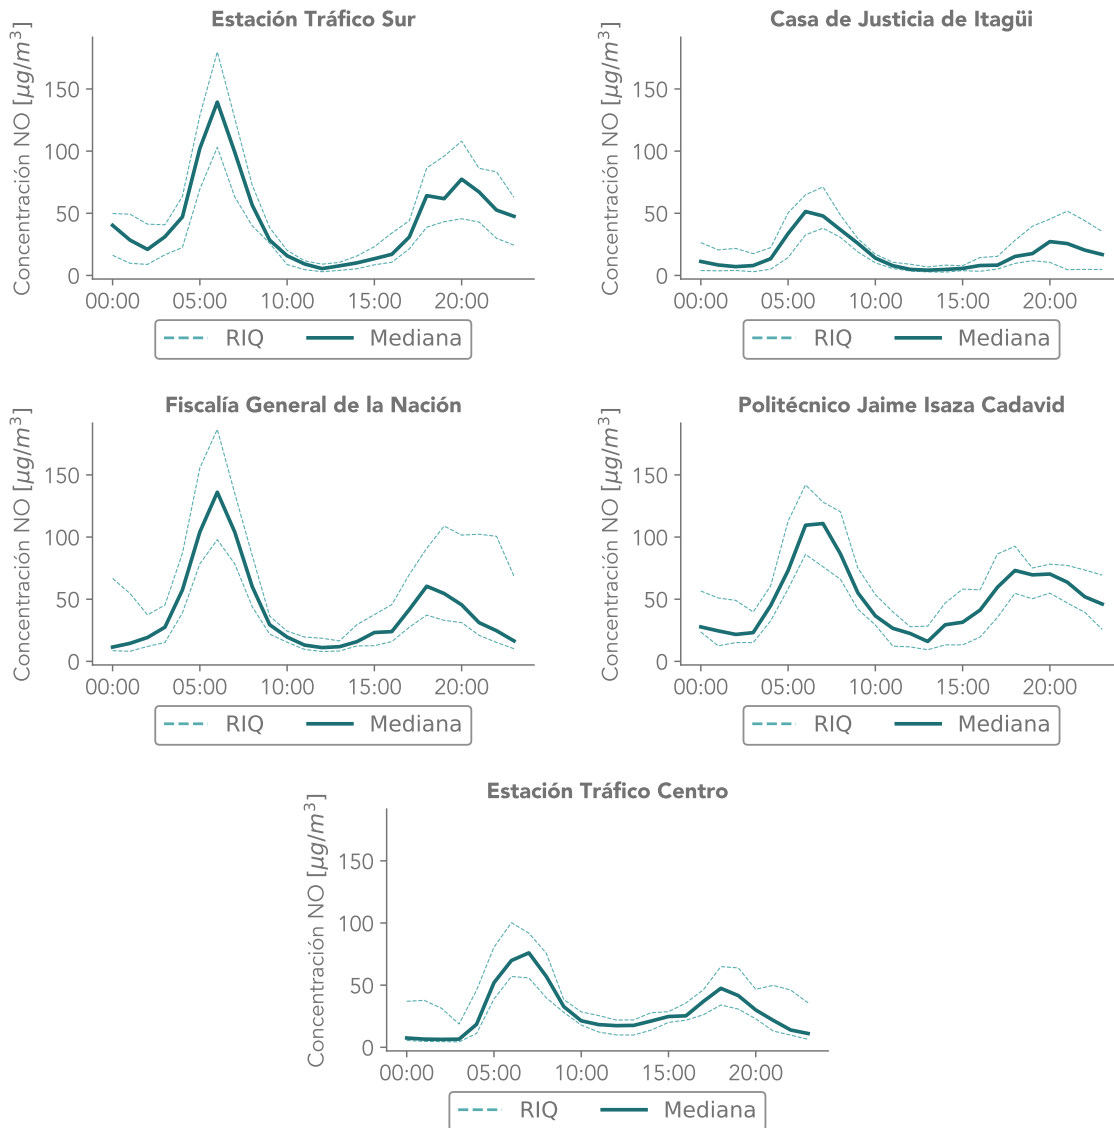 Estación Tráfico Sur
Concentración NO [µg/m³]
150
100
50
0
00:00 05:00 10:00 15:00 20:00
RIQ Mediana
Casa de Justicia de Itagüi
Concentración NO [µg/m³]
150
100
50
0
00:00 05:00 10:00 15:00 20:00
RIQ Mediana
Fiscalía General de la Nación
Concentración NO [µg/m³]
150
100
50
0
00:00 05:00 10:00 15:00 20:00
RIQ Mediana
Politécnico Jaime Isaza Cadavid
Concentración NO [µg/m³]
150
100
50
0
00:00 05:00 10:00 15:00 20:00
RIQ Mediana
Estación Tráfico Centro
Concentración NO [µg/m³]
150
100
50
0
00:00 05:00 10:00 15:00 20:00
RIQ Mediana